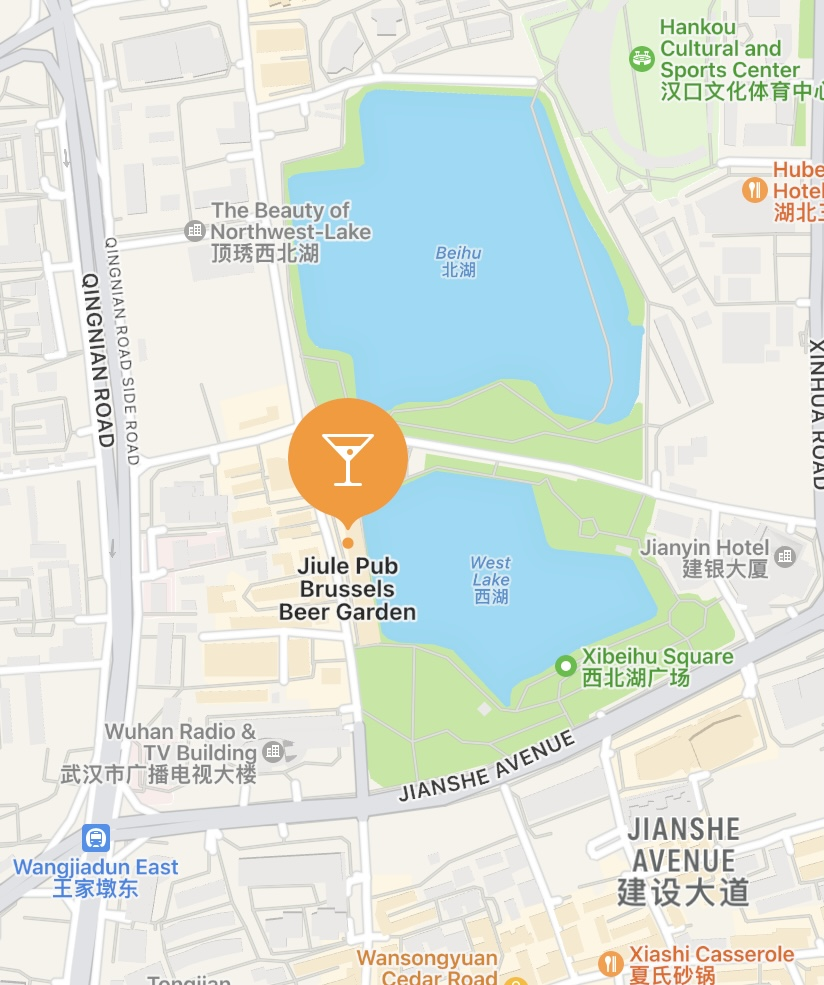 Hankou
Cultural and
Sports Center
汉口文化体育中心
Hube
Hotel
湖北三
The Beauty of
Northwest-Lake
顶琇西北湖
Beihu
北湖
QINGNIAN ROAD
QINGNIAN ROAD SIDE ROAD
XINHUA ROAD
Jiule Pub
Brussels
Beer Garden
West
Lake
西湖
Jianyin Hotel
建银大厦
Xibeihu Square
西北湖广场
Wuhan Radio &
TV Building
武汉市广播电视大楼
JIANSHE AVENUE
Wangjiadun East
王家墩东
JIANSHE
AVENUE
建设大道
Wansongyuan
Cedar Road
Xiashi Casserole
夏氏砂锅
Tongjian